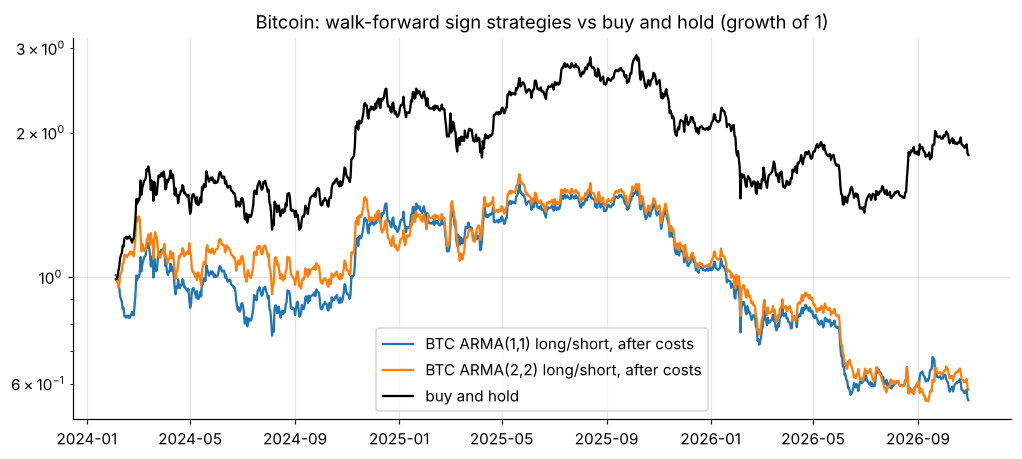 Bitcoin: walk-forward sign strategies vs buy and hold (growth of 1)
3 × 10⁰
2 × 10⁰
10⁰
6 × 10⁻¹
BTC ARMA(1,1) long/short, after costs
BTC ARMA(2,2) long/short, after costs
buy and hold
2024-01 2024-05 2024-09 2025-01 2025-05 2025-09 2026-01 2026-05 2026-09